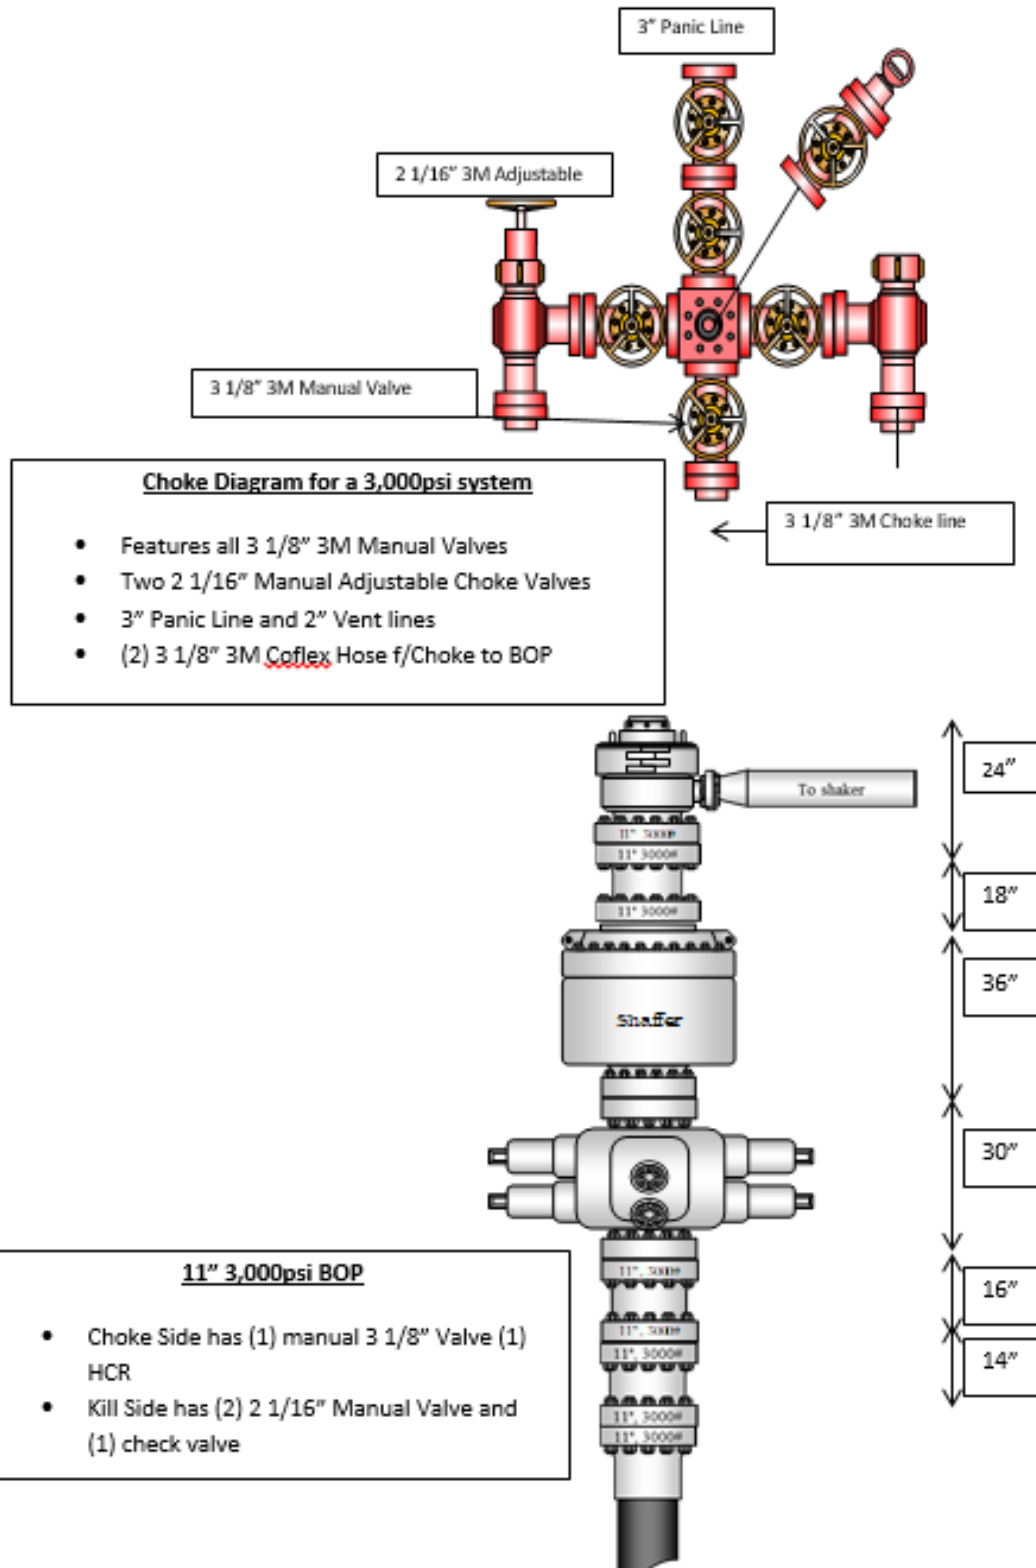 3” Panic Line
2 1/16” 3M Adjustable
3 1/8” 3M Manual Valve
Choke Diagram for a 3,000psi system
• Features all 3 1/8” 3M Manual Valves
• Two 2 1/16” Manual Adjustable Choke Valves
• 3” Panic Line and 2” Vent lines
• (2) 3 1/8” 3M Coflex Hose f/Choke to BOP
3 1/8” 3M Choke line
24”
To shaker
11" 3000#
11" 3000#
18”
11" 3000#
36”
Shaffer
30”
11" 3,000psi BOP
• Choke Side has (1) manual 3 1/8” Valve (1)
HCR
• Kill Side has (2) 2 1/16” Manual Valve and
(1) check valve
11", 3000#
16”
11", 3000#
11", 3000#
14”
11", 3000#
11", 3000#